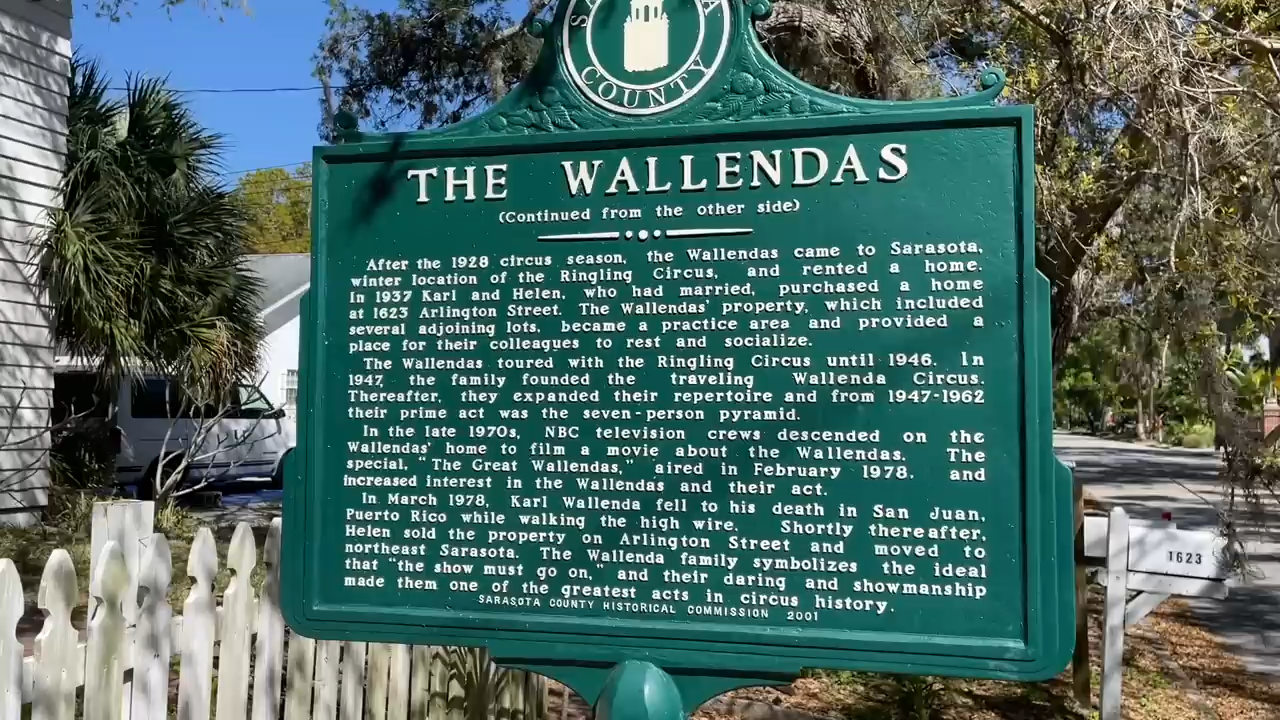 COUNTY
THE WALLENDAS
(Continued from the other side)
After the 1928 circus season, the Wallendas came to Sarasota,
winter location of the Ringling Circus, and rented a home.
In 1937 Karl and Helen, who had married, purchased a home
at 1623 Arlington Street. The Wallendas' property, which included
several adjoining lots, became a practice area and provided a
place for their colleagues to rest and socialize.
The Wallendas toured with the Ringling Circus until 1946. In
1947, the family founded the traveling Wallenda Circus.
Thereafter, they expanded their repertoire and from 1947-1962
their prime act was the seven-person pyramid.
In the late 1970s, NBC television crews descended on the
Wallendas' home to film a movie about the Wallendas. The
special, "The Great Wallendas," aired in February 1978, and
increased interest in the Wallendas and their act.
In March 1978, Karl Wallenda fell to his death in San Juan,
Puerto Rico while walking the high wire. Shortly thereafter,
Helen sold the property on Arlington Street and moved to
northeast Sarasota. The Wallenda family symbolizes the ideal
that "the show must go on," and their daring and showmanship
made them one of the greatest acts in circus history.
SARASOTA COUNTY HISTORICAL COMMISSION 2001
1623